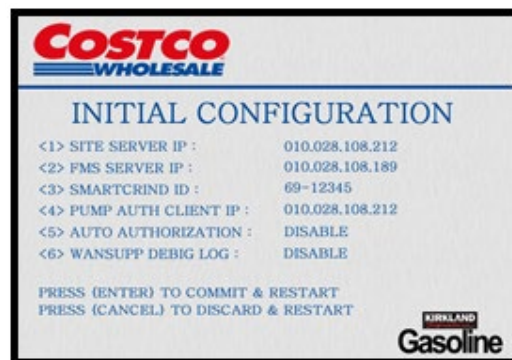 COSTCO
WHOLESALE
INITIAL CONFIGURATION
<1> SITE SERVER IP : 010.028.108.212
<2> FMS SERVER IP : 010.028.108.189
<3> SMARTCRIND ID : 69-12345
<4> PUMP AUTH CLIENT IP : 010.028.108.212
<5> AUTO AUTHORIZATION : DISABLE
<6> WANSUPP DEBIG LOG : DISABLE
PRESS (ENTER) TO COMMIT & RESTART
PRESS (CANCEL) TO DISCARD & RESTART
KIRKLAND
Gasoline